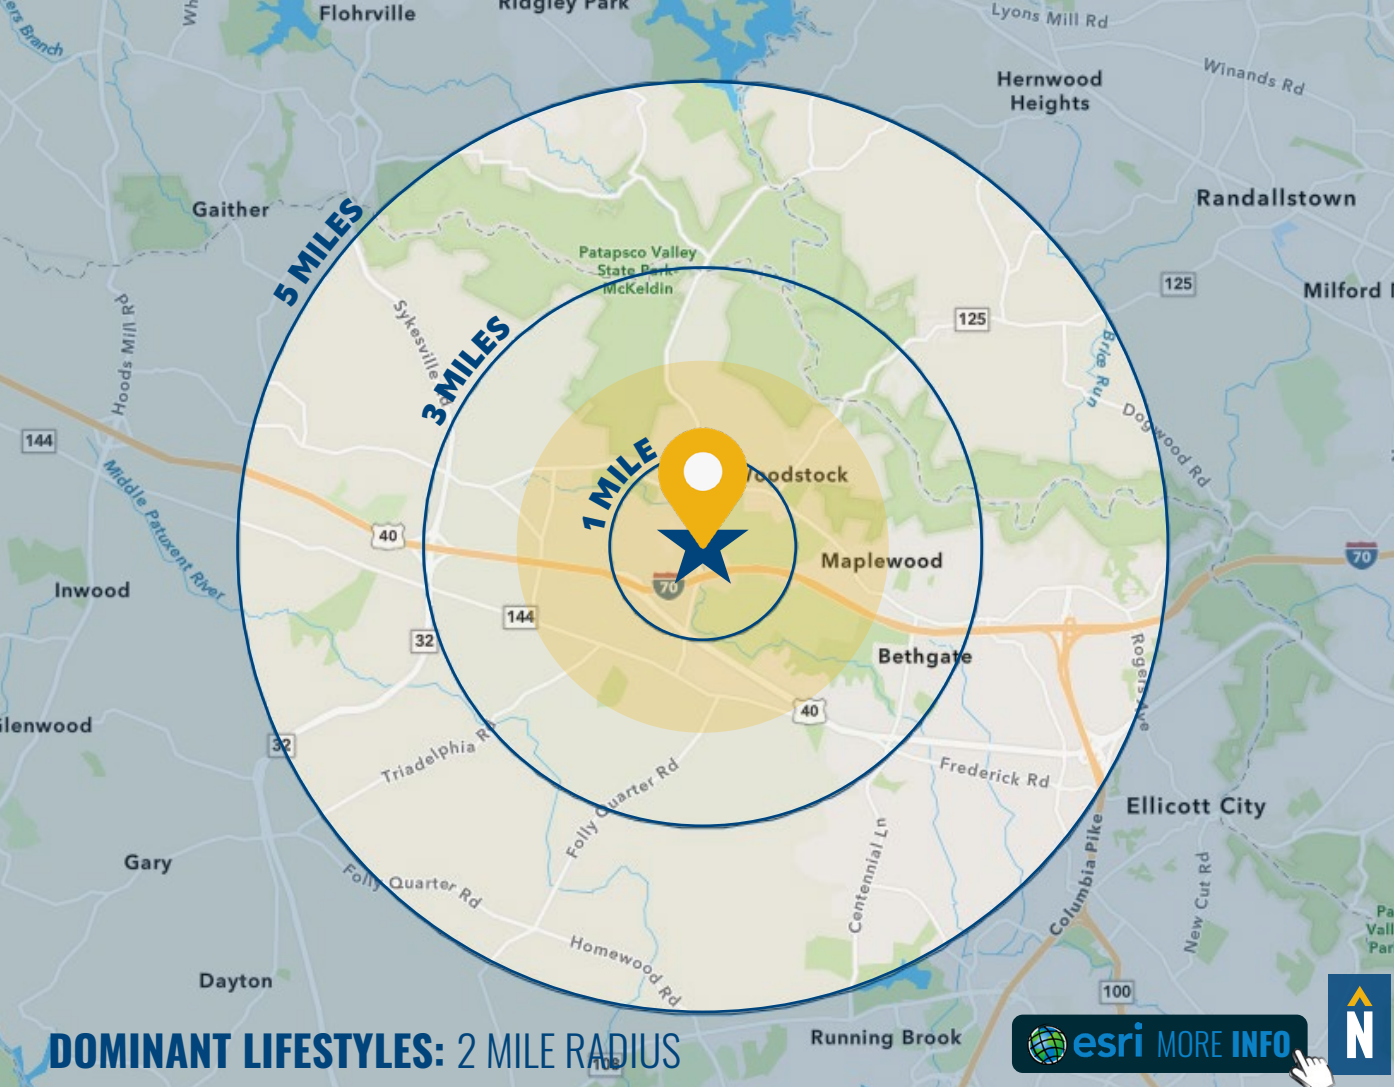 Flohrville
Ridgley Park
Lyons Mill Rd
Branch
Winands Rd
Hernwood
Heights
Randallstown
Gaither
5 MILES
Patapsco Valley
State Park-
McKeldin
125
Milford
Hoods Mill Rd
Sykesville
3 MILES
125
Brice Run
Dogwood Rd
144
Middle Patuxent River
1 MILE
Woodstock
40
70
Maplewood
70
Inwood
144
32
Bethgate
Rogers Ave
Glenwood
32
40
Triadelphia Rd
Folly Quarter Rd
Frederick Rd
Ellicott City
Gary
Folly Quarter Rd
Centennial Ln
Columbia Pike
New Cut Rd
Homewood Rd
Dayton
100
Running Brook
108
DOMINANT LIFESTYLES: 2 MILE RADIUS
esri MORE INFO
N